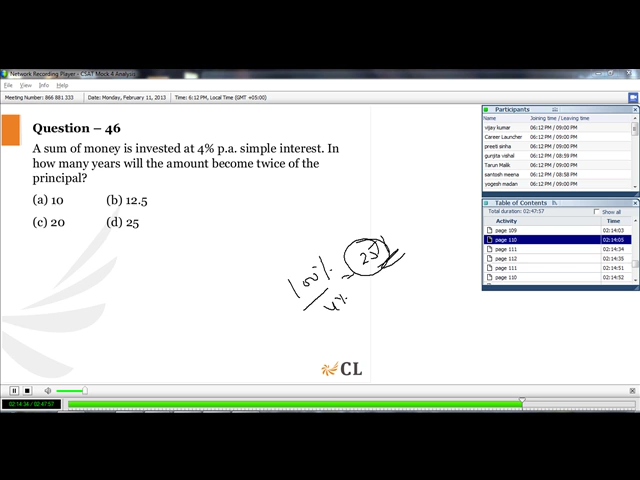 Network Recording Player - CSAT Mock 4 Analysis
File View Info Help
Meeting Number: 866 881 333 Date: Monday, February 11, 2013 Time: 6:12 PM, Local Time (GMT +05:00)
Question – 46
A sum of money is invested at 4% p.a. simple interest. In
how many years will the amount become twice of the
principal?
(a) 10 (b) 12.5
(c) 20 (d) 25
100%
4%
= 25
CL
Participants
Name Joining time / Leaving time
vijay kumar 06:12 PM / 09:00 PM
Career Launcher 06:12 PM / 09:00 PM
preeti sinha 06:12 PM / 09:00 PM
gunjita vishal 06:12 PM / 08:59 PM
Tarun Malik 06:12 PM / 09:00 PM
santosh meena 06:12 PM / 08:58 PM
yogesh madan 06:12 PM / 09:00 PM
Table of Contents
Total duration: 02:47:57 Show all
Activity Time
page 109 02:14:03
page 110 02:14:05
page 111 02:14:34
page 112 02:14:35
page 111 02:14:51
page 110 02:14:52
02:14:34 / 02:47:57